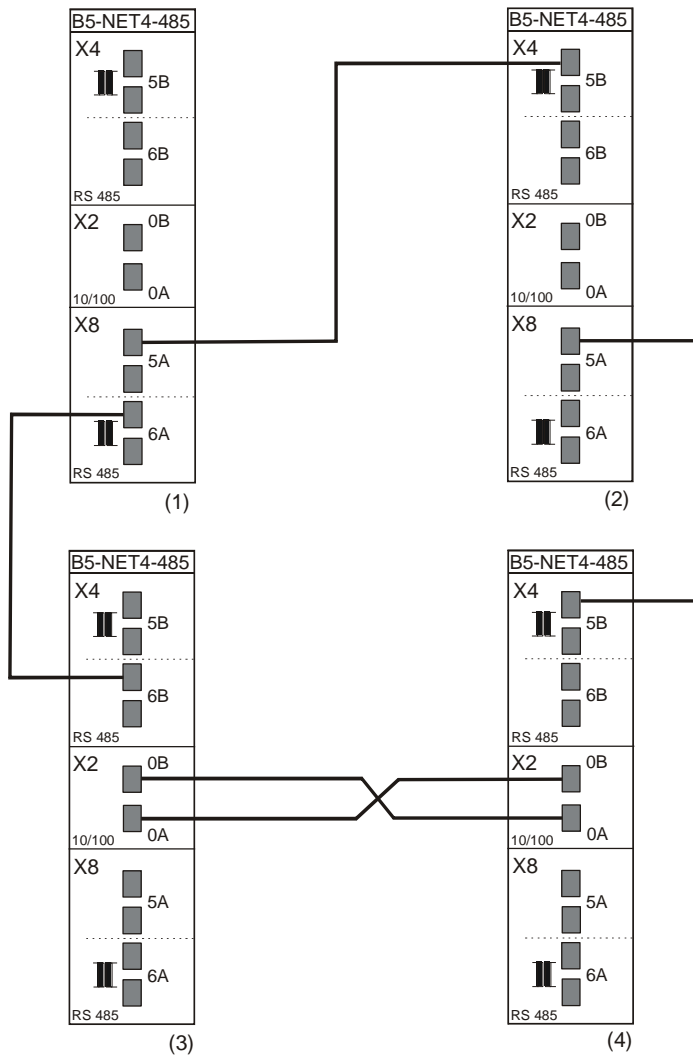 B5-NET4-485
X4
5B
6B
RS 485
X2
0B
10/100
0A
X8
5A
6A
RS 485
(1)
B5-NET4-485
X4
5B
6B
RS 485
X2
0B
10/100
0A
X8
5A
6A
RS 485
(2)
B5-NET4-485
X4
5B
6B
RS 485
X2
0B
10/100
0A
X8
5A
6A
RS 485
(3)
B5-NET4-485
X4
5B
6B
RS 485
X2
0B
10/100
0A
X8
5A
6A
RS 485
(4)